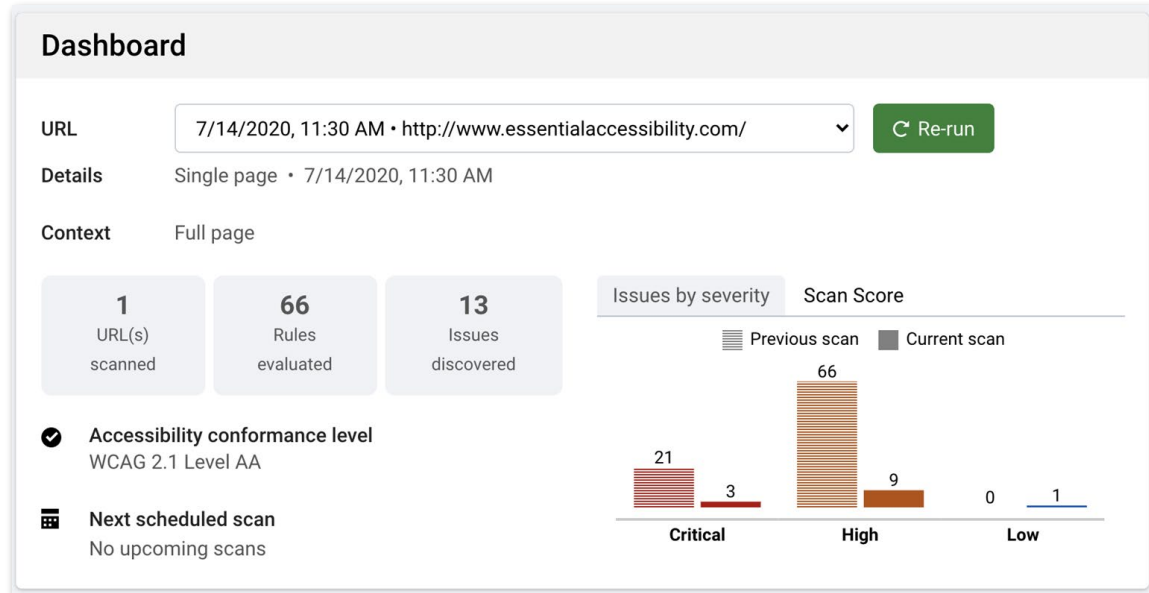 Dashboard
URL 7/14/2020, 11:30 AM • http://www.essentialaccessibility.com/ Re-run
Details Single page • 7/14/2020, 11:30 AM
Context Full page
1
URL(s)
scanned
66
Rules
evaluated
13
Issues
discovered
Accessibility conformance level
WCAG 2.1 Level AA
Next scheduled scan
No upcoming scans
Issues by severity Scan Score
Previous scan Current scan
66
21
9
3
0 1
Critical High Low